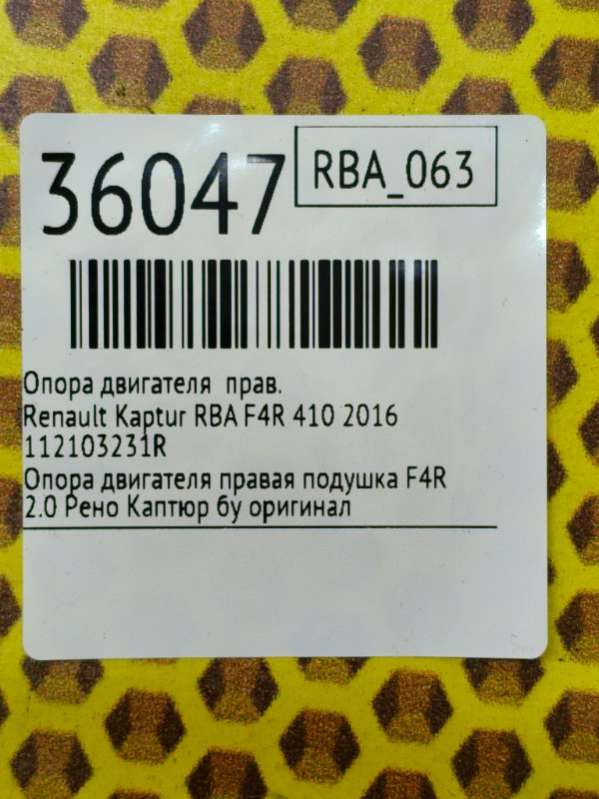 36047
RBA_063
Опора двигателя прав.
Renault Kaptur RBA F4R 410 2016
112103231R
Опора двигателя правая подушка F4R
2.0 Рено Каптюр бу оригинал